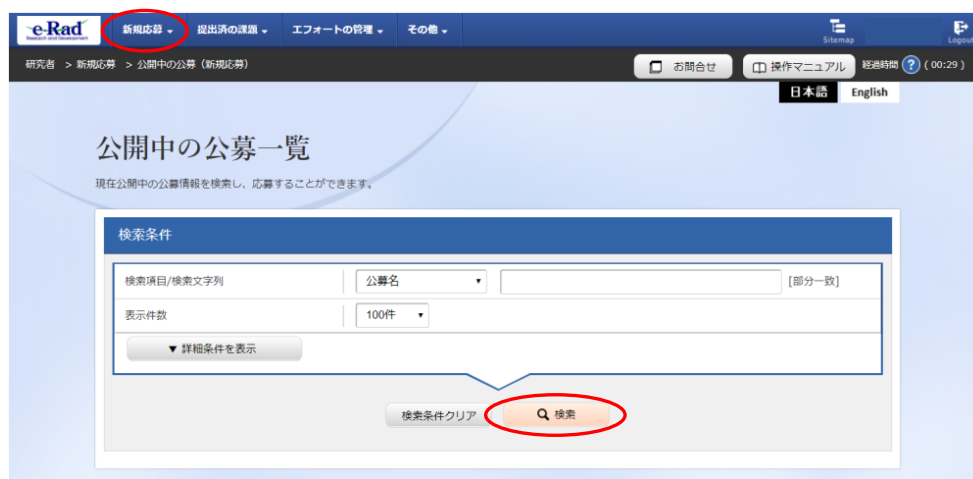 e-Rad
Research and Development
新規応募 ▼ 提出済の課題 ▼ エフォートの管理 ▼ その他 ▼
Sitemap
Logout
研究者 > 新規応募 > 公開中の公募（新規応募）
お問合せ 操作マニュアル 経過時間 ? ( 00:29 )
日本語 English
公開中の公募一覧
現在公開中の公募情報を検索し、応募することができます。
検索条件
検索項目/検索文字列 公募名 ▼ [部分一致]
表示件数 100件 ▼
▼ 詳細条件を表示
検索条件クリア 検索